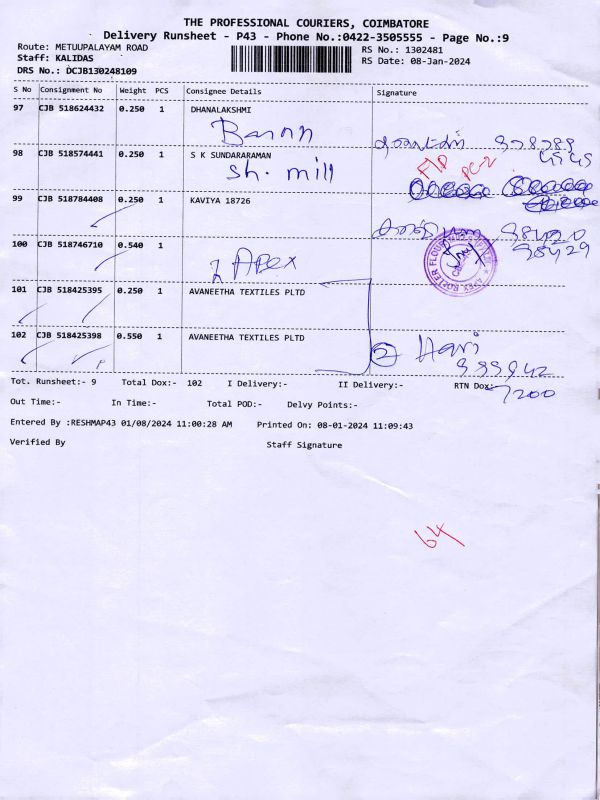 THE PROFESSIONAL COURIERS, COIMBATORE
Delivery Runsheet - P43 - Phone No.:0422-3505555 - Page No.:9
Route: METUUPALAYAM ROAD
RS No.: 1302481
Staff: KALIDAS
RS Date: 08-Jan-2024
DRS No.: DCJB130248109
S No Consignment No Weight PCS Consignee Details Signature
97 CJB 518624432 0.250 1 DHANALAKSHMI
98 CJB 518574441 0.250 1 S K SUNDARARAMAN
sh. mill
F/D PC-2
99 CJB 518784408 0.250 1 KAVIYA 18726
100 CJB 518746710 0.540 1
Apex
101 CJB 518425395 0.250 1 AVANEETHA TEXTILES PLTD
102 CJB 518425398 0.550 1 AVANEETHA TEXTILES PLTD
2 Hari
999942
7200
Tot. Runsheet:- 9 Total Dox:- 102 I Delivery:- II Delivery:- RTN Dox:-
Out Time:- In Time:- Total POD:- Delvy Points:-
Entered By :RESHMAP43 01/08/2024 11:00:28 AM Printed On: 08-01-2024 11:09:43
Verified By Staff Signature
64